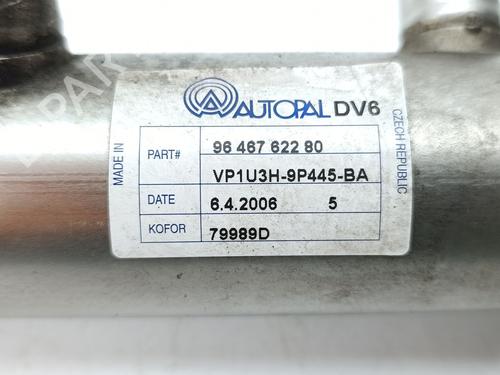 AUTOPAL DV6
MADE IN
CZECH REPUBLIC
PART# 96 467 622 80
VP1U3H-9P445-BA
DATE 6.4.2006 5
KOFOR 79989D